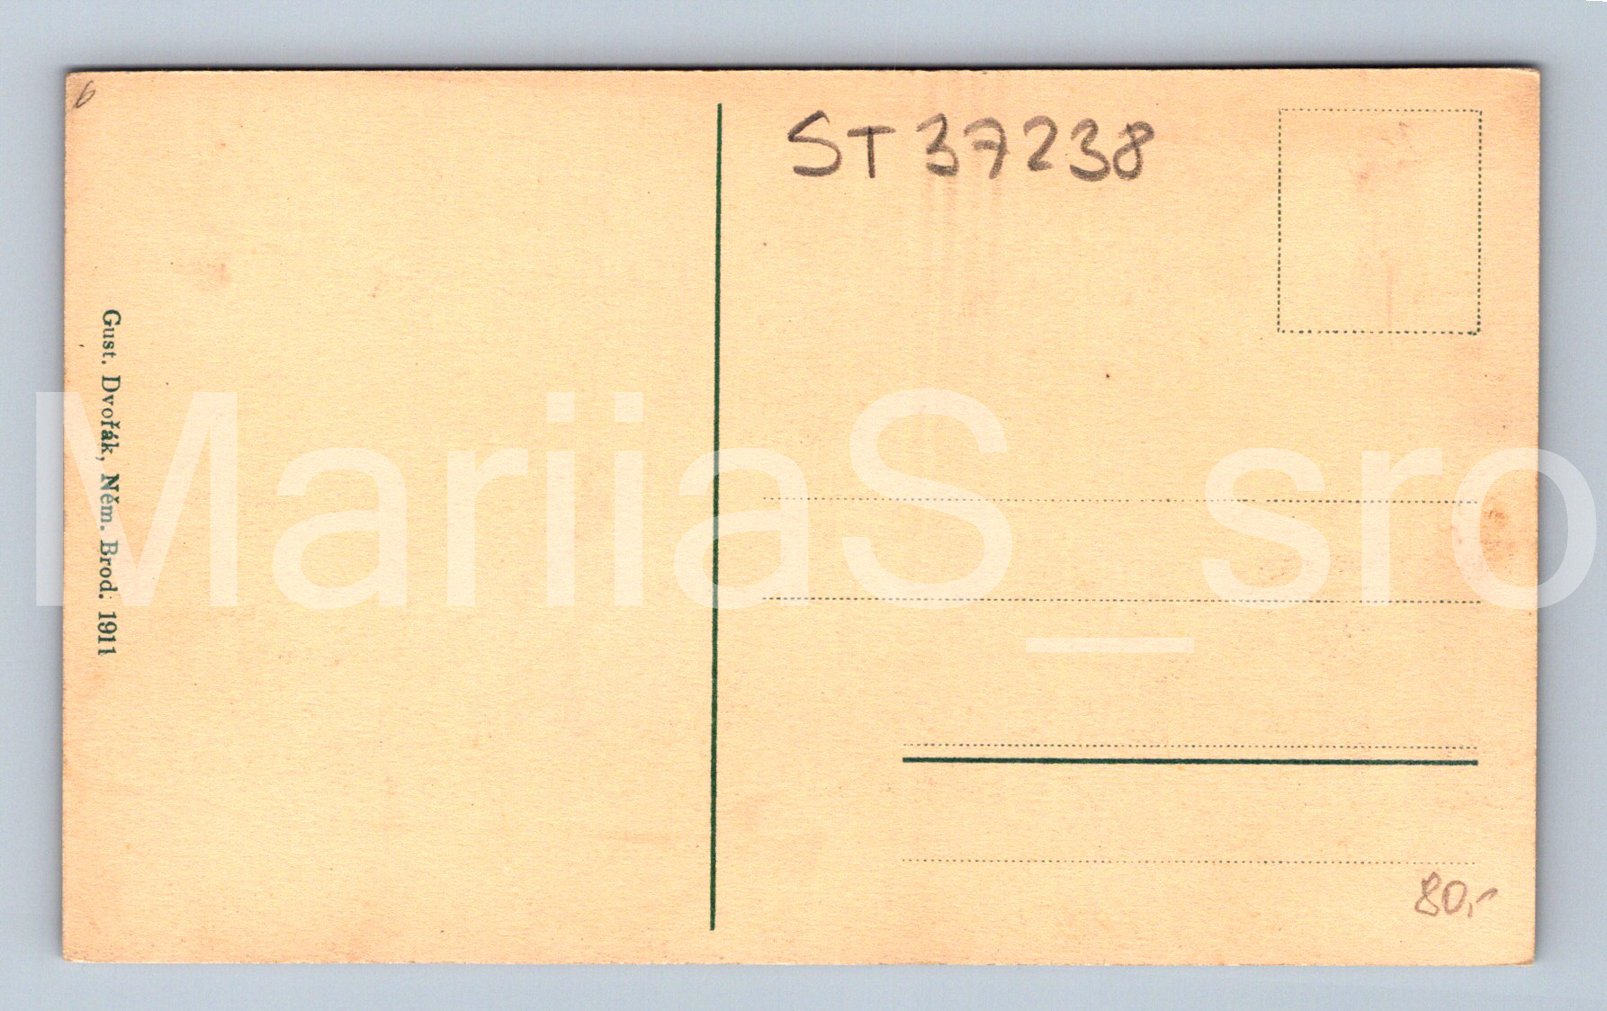 6
ST 37238
Gust. Dvořák, Něm. Brod. 1911
MariiaS_sro
80,-